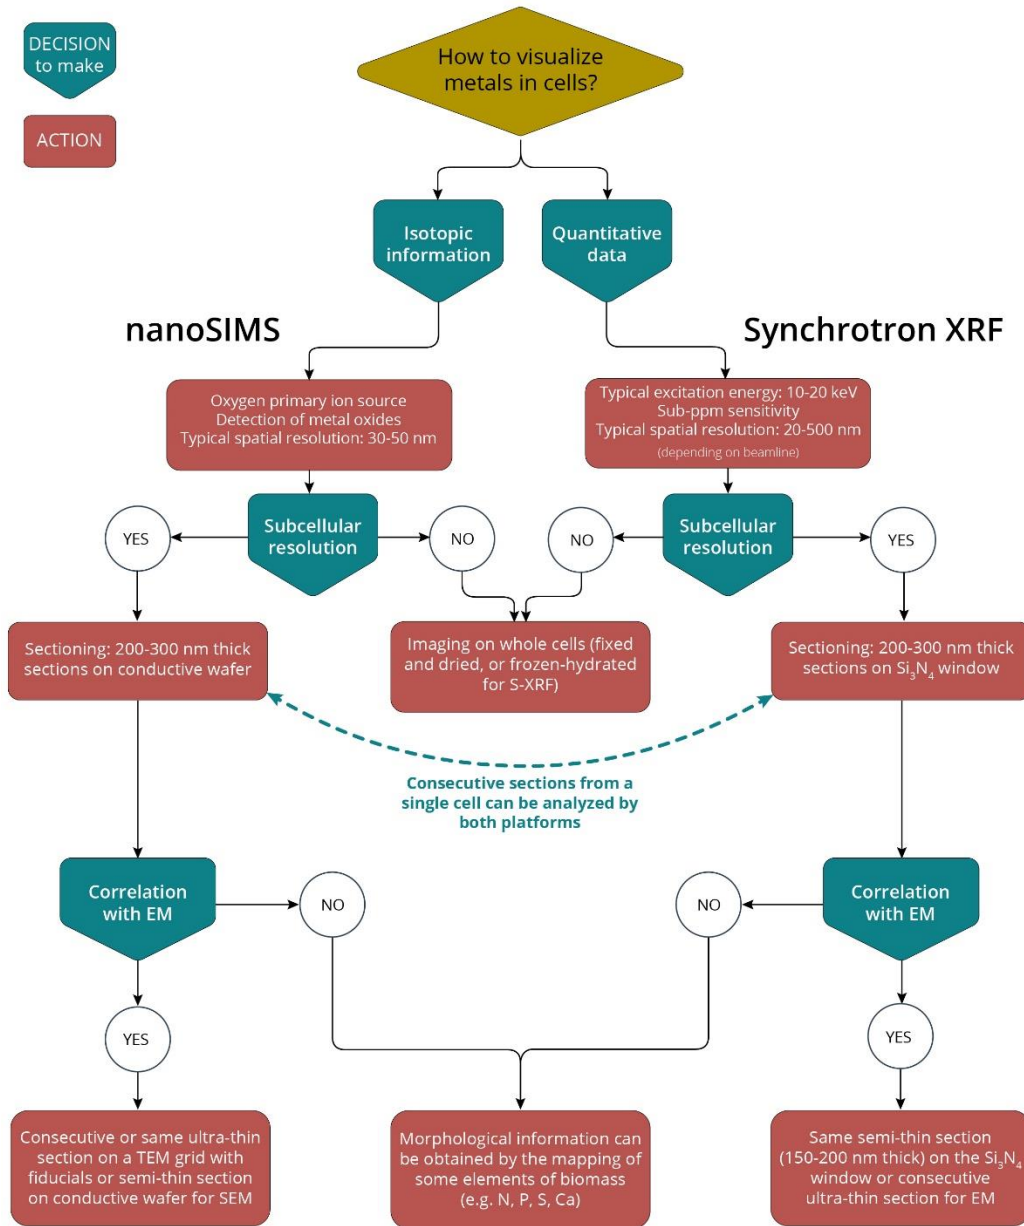 DECISION
to make
ACTION
How to visualize
metals in cells?
Isotopic
information
Quantitative
data
nanoSIMS
Synchrotron XRF
Oxygen primary ion source
Detection of metal oxides
Typical spatial resolution: 30-50 nm
Typical excitation energy: 10-20 keV
Sub-ppm sensitivity
Typical spatial resolution: 20-500 nm
(depending on beamline)
YES
Subcellular
resolution
NO
NO
Subcellular
resolution
YES
Sectioning: 200-300 nm thick
sections on conductive wafer
Imaging on whole cells (fixed
and dried, or frozen-hydrated
for S-XRF)
Sectioning: 200-300 nm thick
sections on Si₃N₄ window
Consecutive sections from a
single cell can be analyzed by
both platforms
Correlation
with EM
NO
NO
Correlation
with EM
YES
YES
Consecutive or same ultra-thin
section on a TEM grid with
fiducials or semi-thin section
on conductive wafer for SEM
Morphological information can
be obtained by the mapping of
some elements of biomass
(e.g. N, P, S, Ca)
Same semi-thin section
(150-200 nm thick) on the Si₃N₄
window or consecutive
ultra-thin section for EM